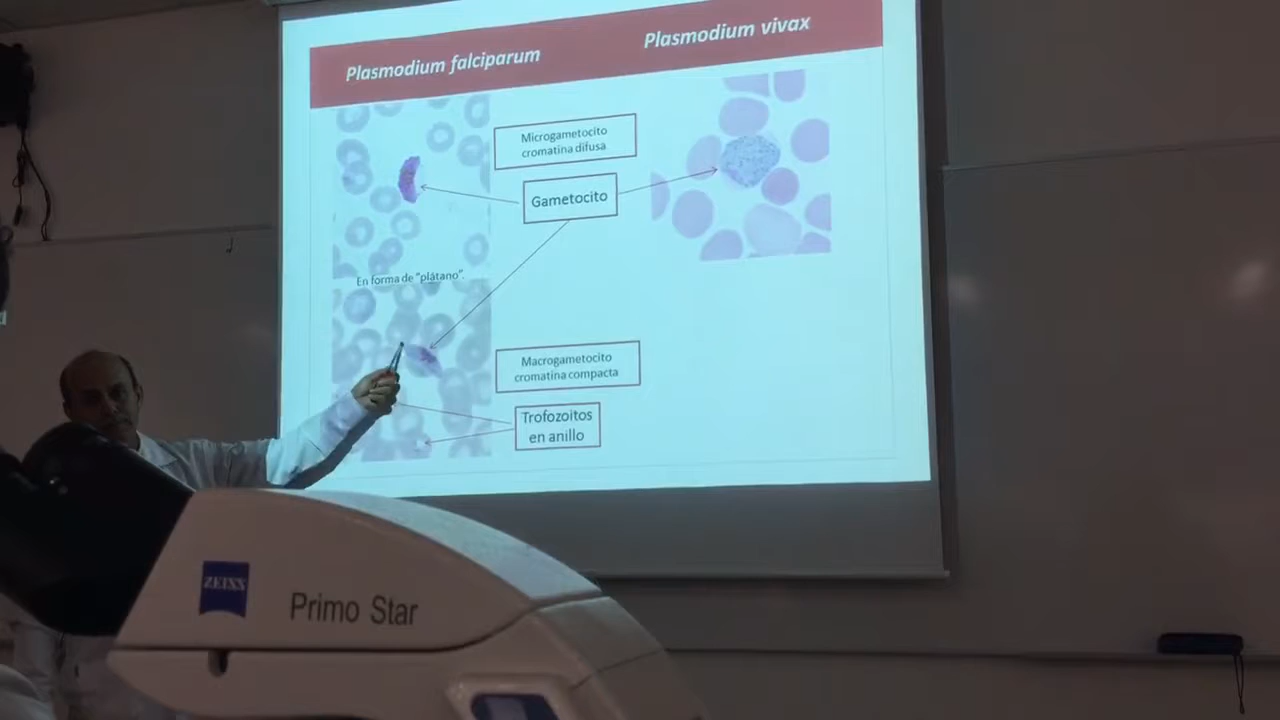 Plasmodium falciparum
Plasmodium vivax
Microgametocito
cromatina difusa
Gametocito
En forma de "plátano".
Macrogametocito
cromatina compacta
Trofozoitos
en anillo
ZEISS
Primo Star